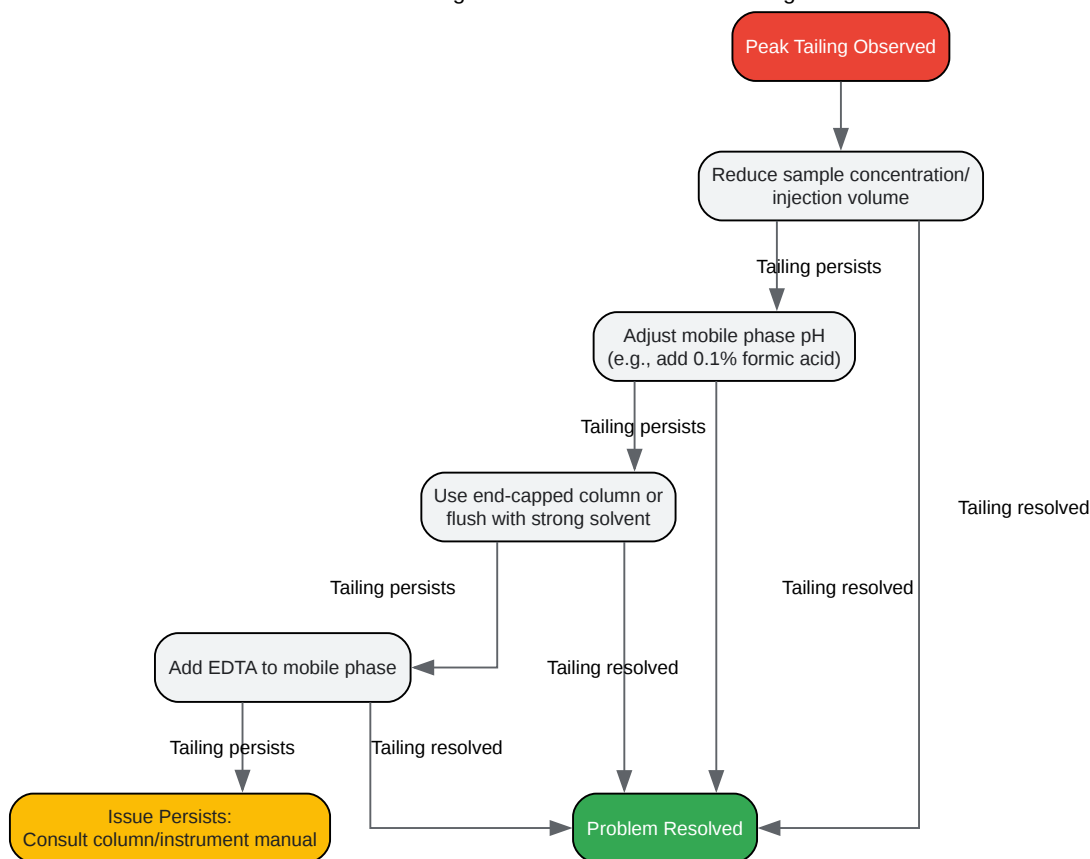 Peak Tailing Observed
Reduce sample concentration/
injection volume
Tailing persists
Adjust mobile phase pH
(e.g., add 0.1% formic acid)
Tailing persists
Use end-capped column or
flush with strong solvent
Tailing resolved
Tailing persists
Tailing resolved
Add EDTA to mobile phase
Tailing resolved
Tailing persists
Tailing resolved
Issue Persists:
Consult column/instrument manual
Problem Resolved